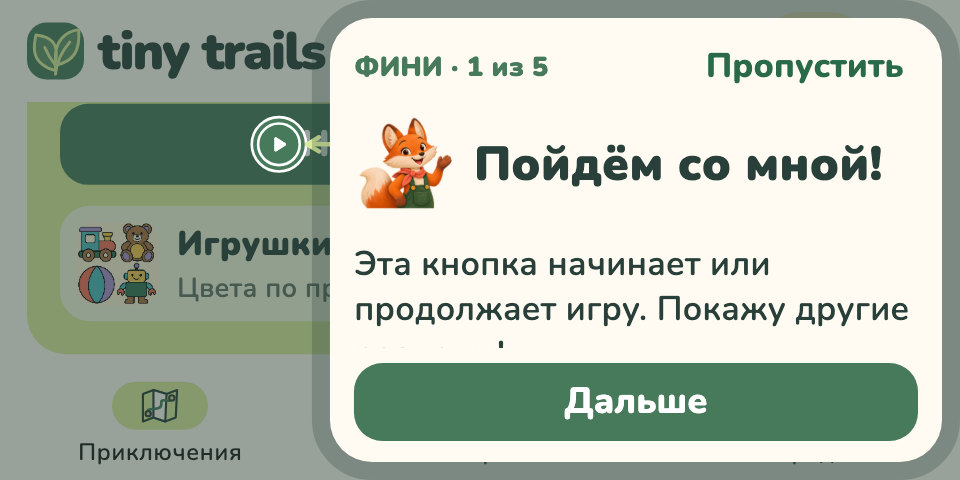 tiny trails
ФИНИ · 1 из 5
Пропустить
Пойдём со мной!
Игрушки
Цвета по
Эта кнопка начинает или
продолжает игру. Покажу другие
Дальше
Приключения